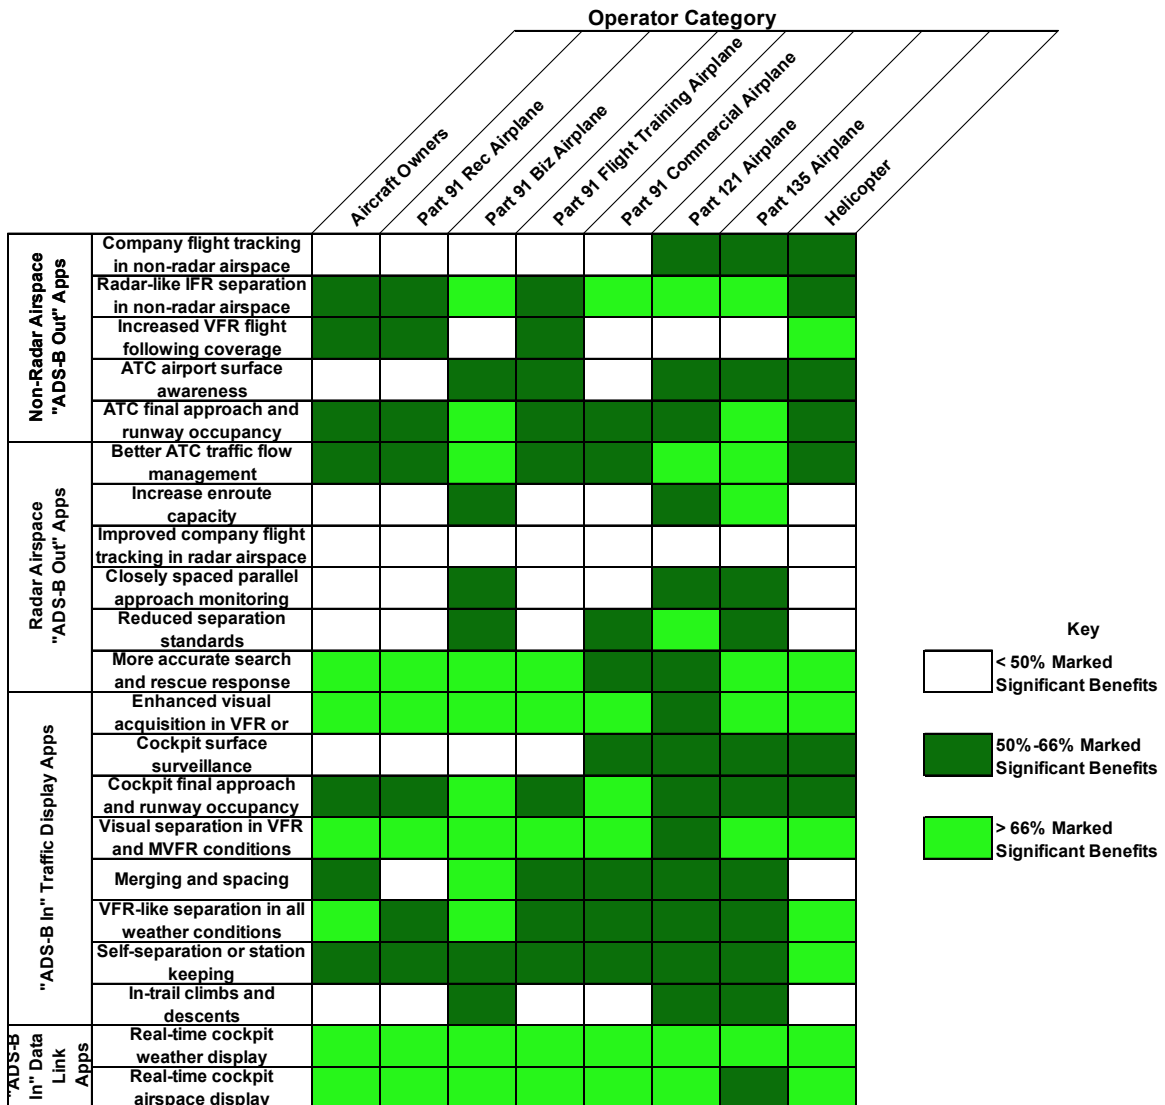 Operator Category
Aircraft Owners
Part 91 Rec Airplane
Part 91 Biz Airplane
Part 91 Flight Training Airplane
Part 91 Commercial Airplane
Part 121 Airplane
Part 135 Airplane
Helicopter
Non-Radar Airspace
"ADS-B Out" Apps
Company flight tracking
in non-radar airspace
Radar-like IFR separation
in non-radar airspace
Increased VFR flight
following coverage
ATC airport surface
awareness
ATC final approach and
runway occupancy
Radar Airspace
"ADS-B Out" Apps
Better ATC traffic flow
management
Increase enroute
capacity
Improved company flight
tracking in radar airspace
Closely spaced parallel
approach monitoring
Reduced separation
standards
More accurate search
and rescue response
"ADS-B In" Traffic Display Apps
Enhanced visual
acquisition in VFR or
Cockpit surface
surveillance
Cockpit final approach
and runway occupancy
Visual separation in VFR
and MVFR conditions
Merging and spacing
VFR-like separation in all
weather conditions
Self-separation or station
keeping
In-trail climbs and
descents
"ADS-B
In" Data
Link
Apps
Real-time cockpit
weather display
Real-time cockpit
airspace display
Key
< 50% Marked
Significant Benefits
50%-66% Marked
Significant Benefits
> 66% Marked
Significant Benefits